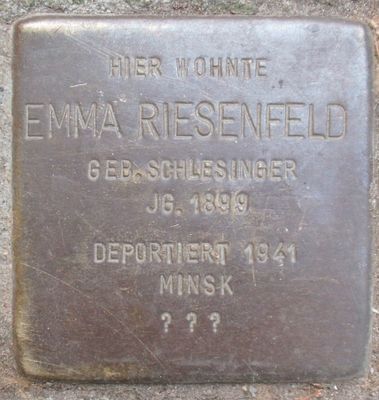 HIER WOHNTE
EMMA RIESENFELD
GEB. SCHLESINGER
JG. 1899
DEPORTIERT 1941
MINSK
? ? ?